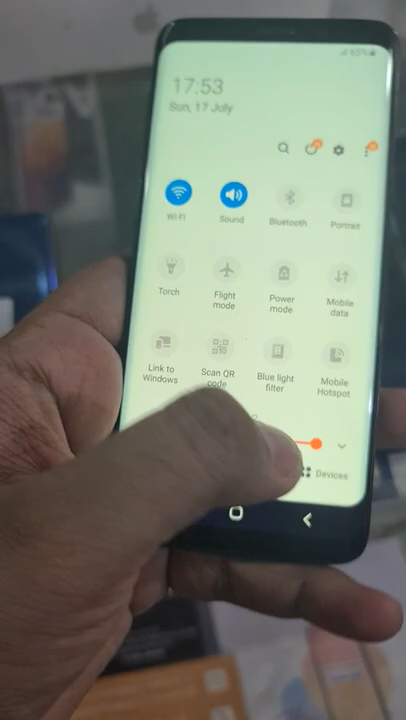 65%
17:53
Sun, 17 July
Wi-Fi
Sound
Bluetooth
Portrait
Torch
Flight
mode
Power
mode
Mobile
data
Link to
Windows
Scan QR
code
Blue light
filter
Mobile
Hotspot
Devices